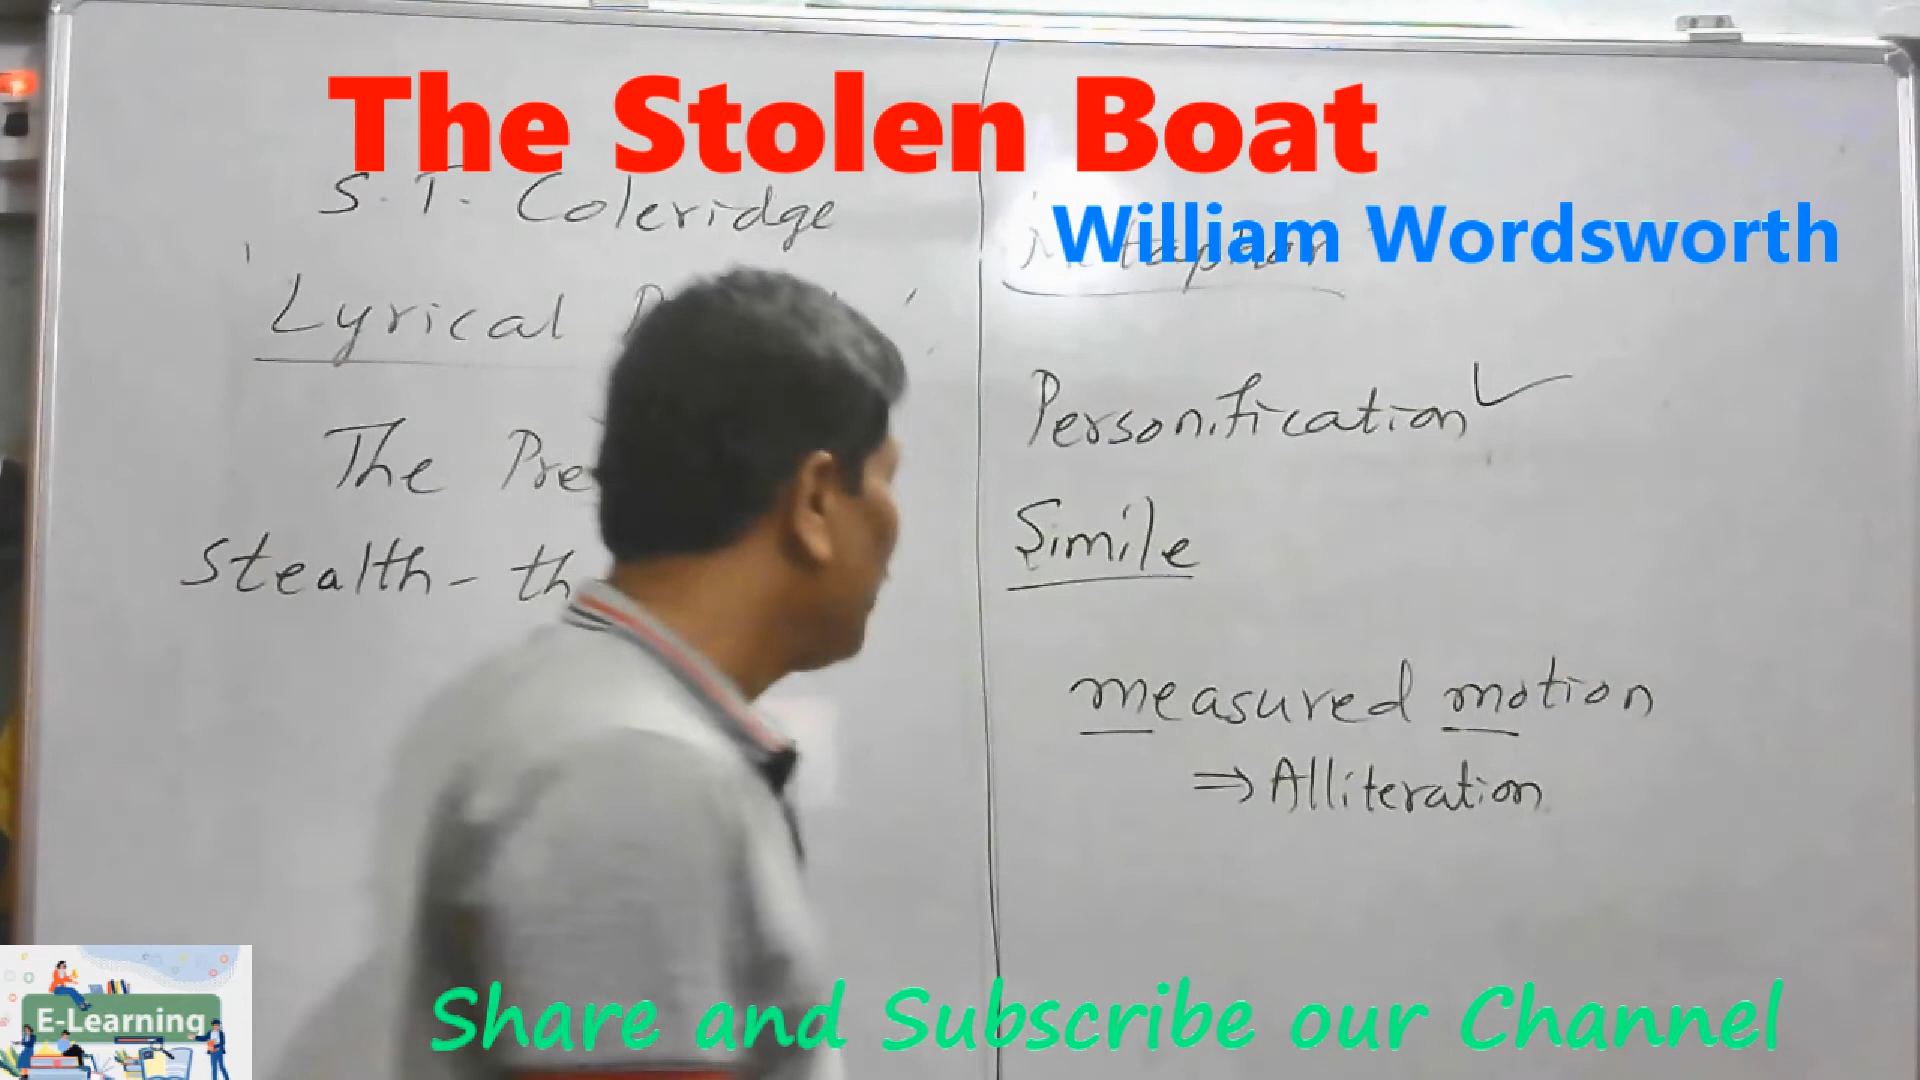 The Stolen Boat
William Wordsworth
S. T. Coleridge
Lyrical
The Pre
Stealth - th
Metaphor
Personification
Simile
measured motion
⇒ Alliteration
E-Learning
Share and Subscribe our Channel